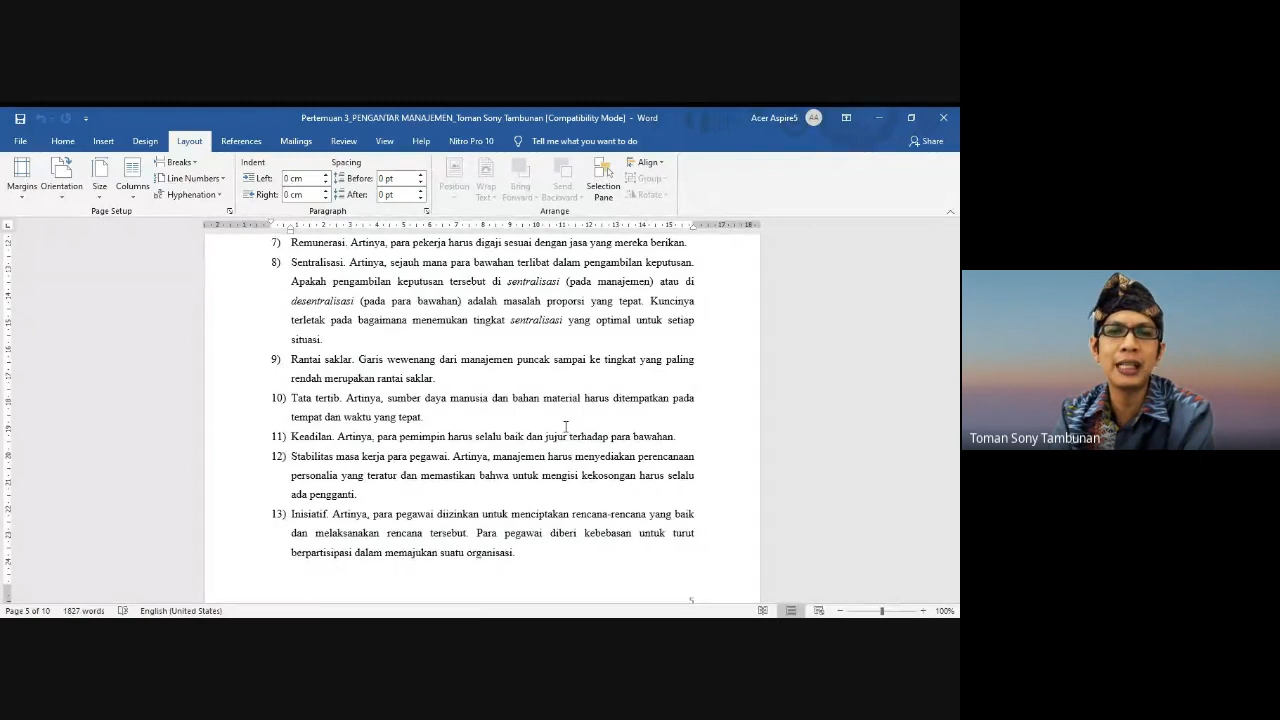 Pertemuan 3_PENGANTAR MANAJEMEN_Toman Sony Tambunan [Compatibility Mode] - Word
Acer Aspire5
AA
File Home Insert Design Layout References Mailings Review View Help Nitro Pro 10 Tell me what you want to do Share
Margins Orientation Size Columns
Breaks
Line Numbers
Hyphenation
Page Setup
Indent Spacing
Left: 0 cm Before: 0 pt
Right: 0 cm After: 0 pt
Paragraph
Position Wrap Text Bring Forward Send Backward Selection Pane
Align
Group
Rotate
Arrange
7) Remunerasi. Artinya, para pekerja harus digaji sesuai dengan jasa yang mereka berikan.
8) Sentralisasi. Artinya, sejauh mana para bawahan terlibat dalam pengambilan keputusan.
Apakah pengambilan keputusan tersebut di sentralisasi (pada manajemen) atau di
desentralisasi (pada para bawahan) adalah masalah proporsi yang tepat. Kuncinya
terletak pada bagaimana menemukan tingkat sentralisasi yang optimal untuk setiap
situasi.
9) Rantai saklar. Garis wewenang dari manajemen puncak sampai ke tingkat yang paling
rendah merupakan rantai saklar.
10) Tata tertib. Artinya, sumber daya manusia dan bahan material harus ditempatkan pada
tempat dan waktu yang tepat.
11) Keadilan. Artinya, para pemimpin harus selalu baik dan jujur terhadap para bawahan.
12) Stabilitas masa kerja para pegawai. Artinya, manajemen harus menyediakan perencanaan
personalia yang teratur dan memastikan bahwa untuk mengisi kekosongan harus selalu
ada pengganti.
13) Inisiatif. Artinya, para pegawai diizinkan untuk menciptakan rencana-rencana yang baik
dan melaksanakan rencana tersebut. Para pegawai diberi kebebasan untuk turut
berpartisipasi dalam memajukan suatu organisasi.
5
Page 5 of 10 1827 words English (United States) 100%
Toman Sony Tambunan